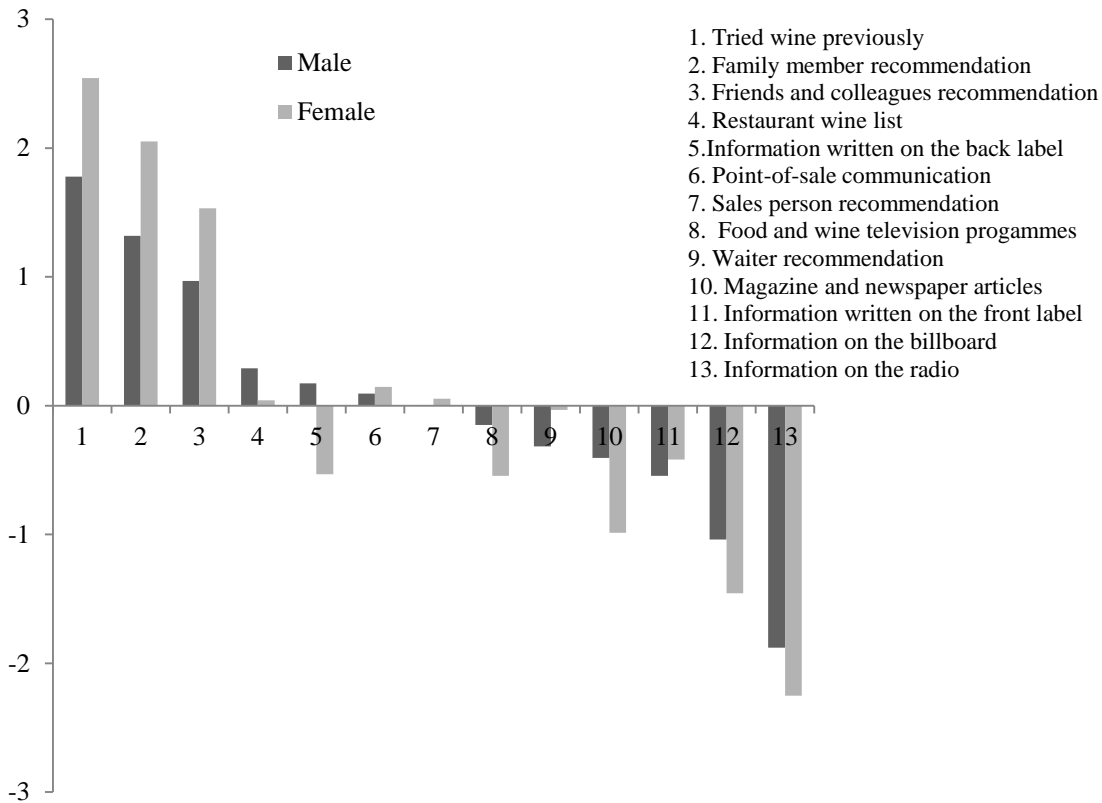 3
2
1
0
-1
-2
-3
Male
Female
1. Tried wine previously
2. Family member recommendation
3. Friends and colleagues recommendation
4. Restaurant wine list
5.Information written on the back label
6. Point-of-sale communication
7. Sales person recommendation
8.  Food and wine television progammes
9. Waiter recommendation
10. Magazine and newspaper articles
11. Information written on the front label
12. Information on the billboard
13. Information on the radio
1 2 3 4 5 6 7 8 9 10 11 12 13